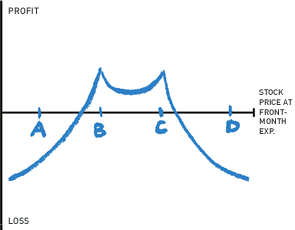 PROFIT
STOCK
PRICE AT
FRONT-
MONTH
EXP.
A B C D
LOSS